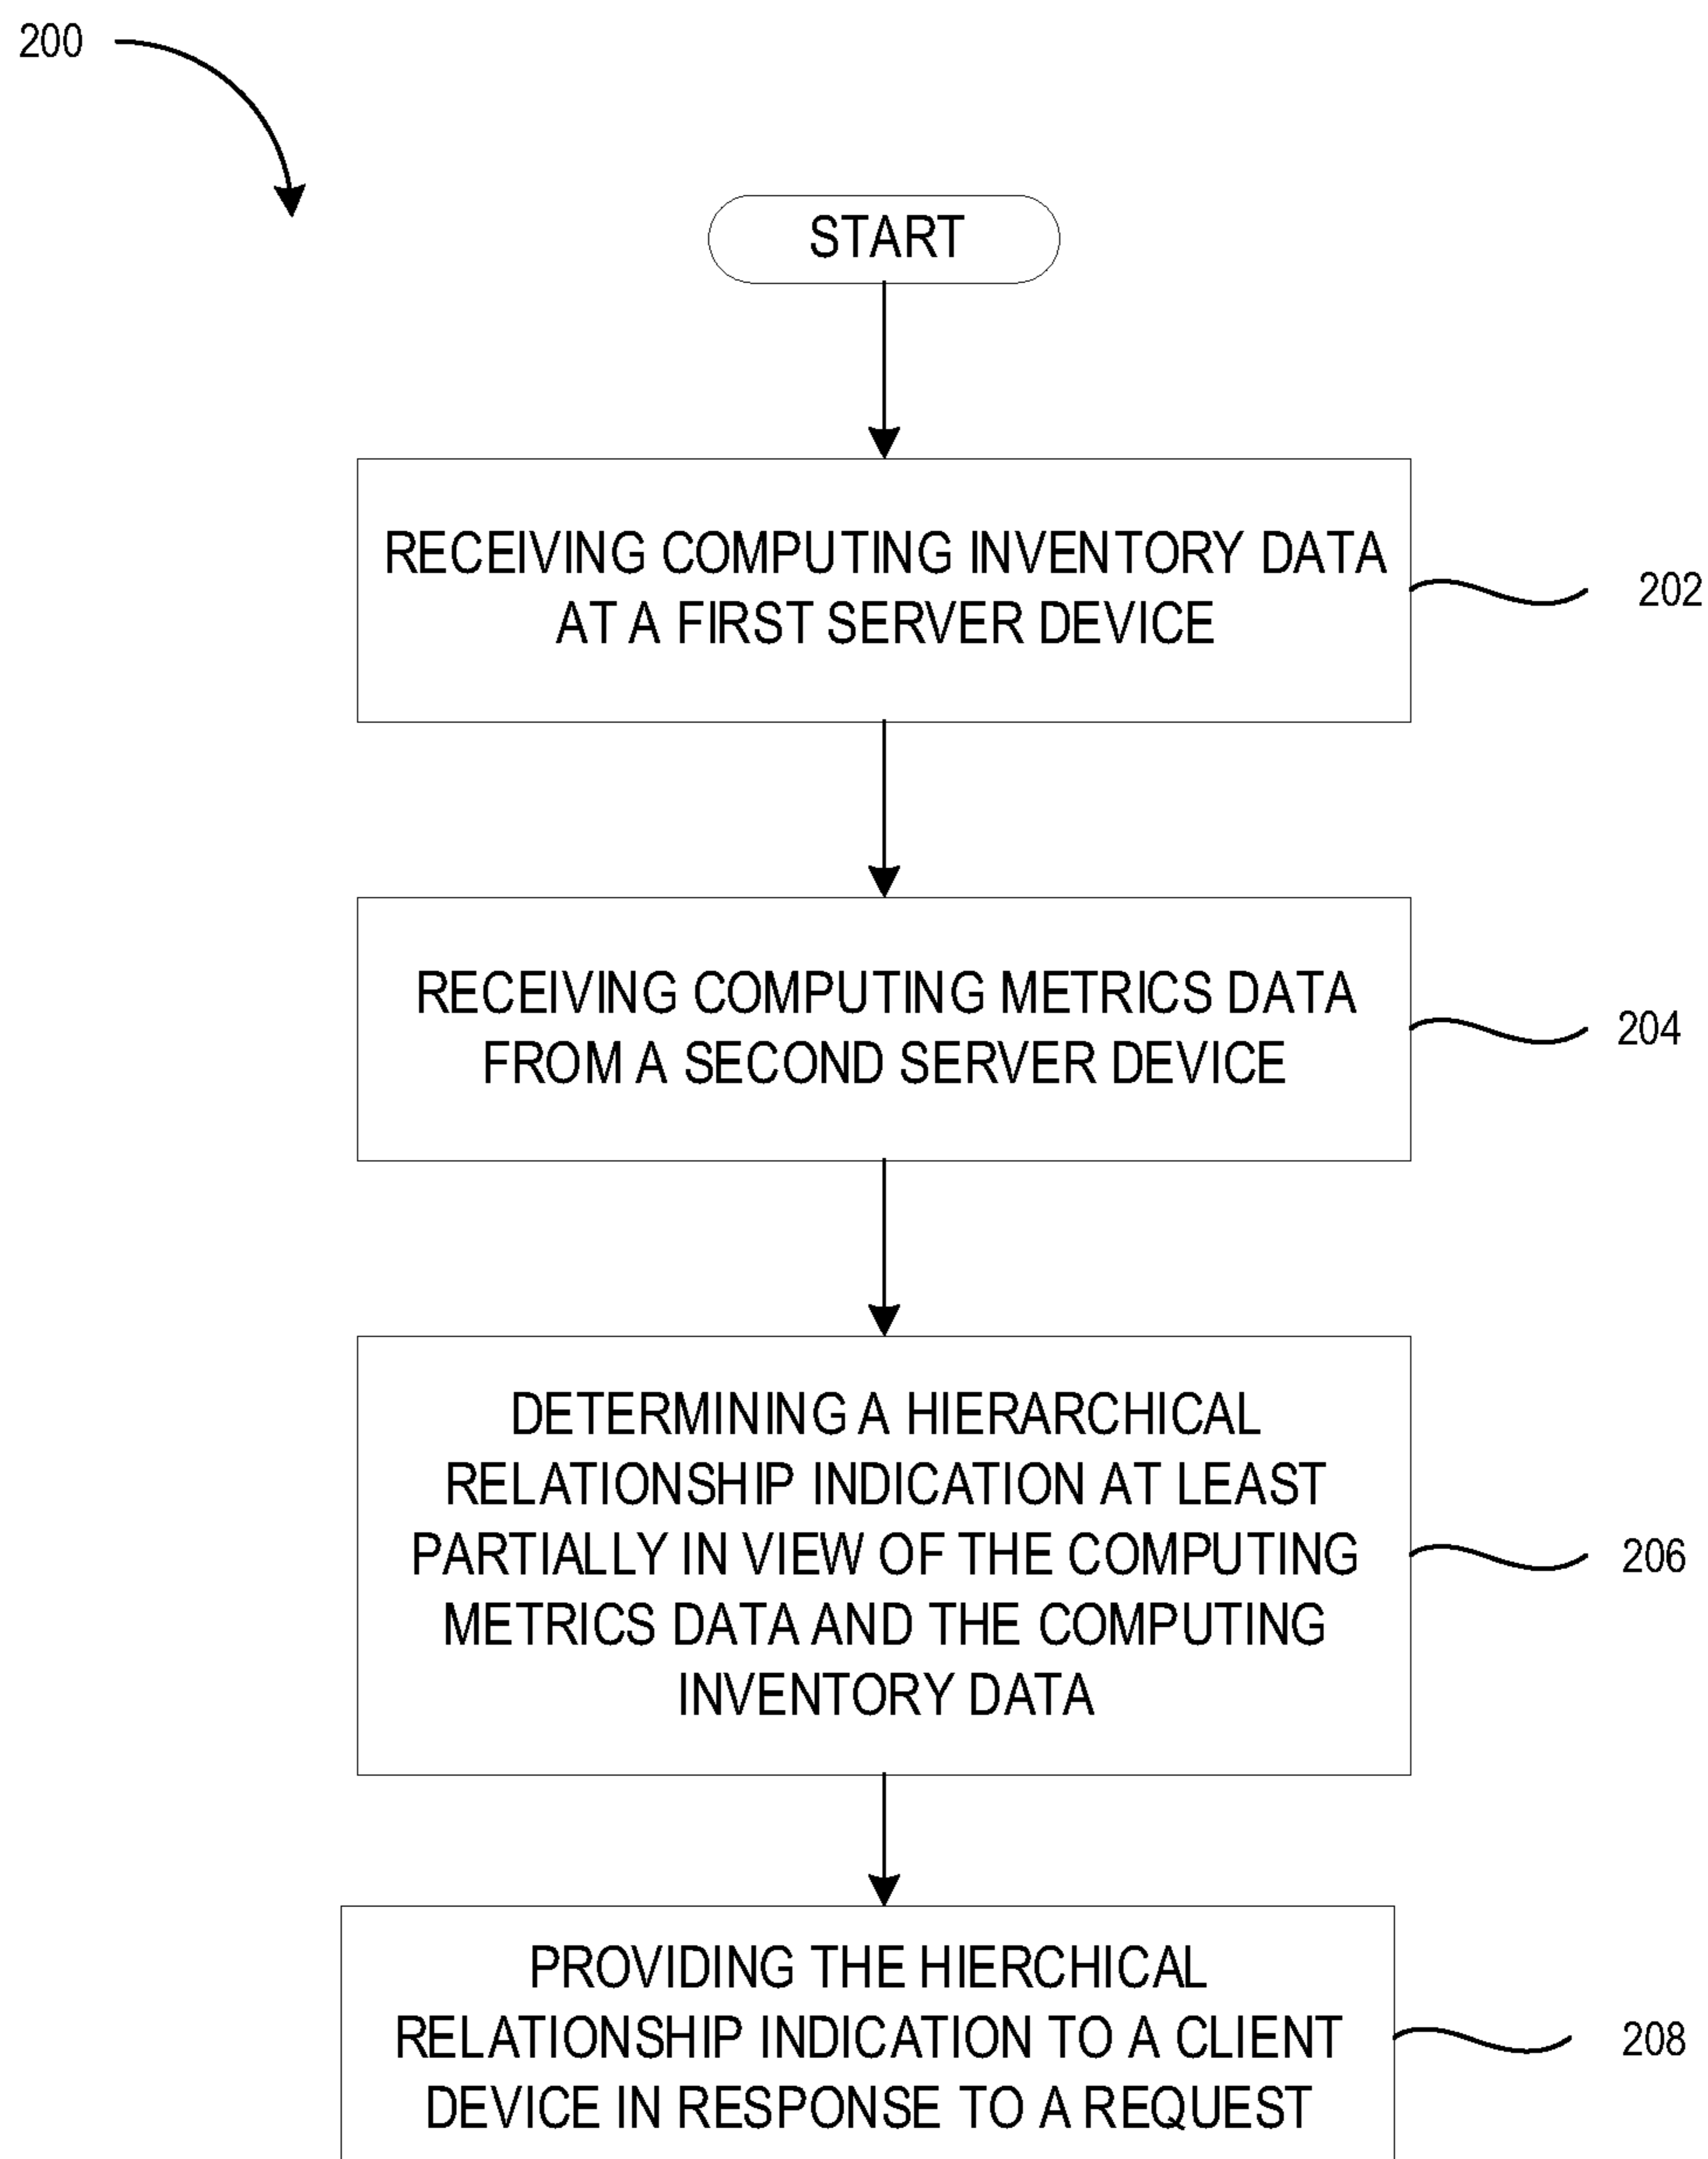 200
START
RECEIVING COMPUTING INVENTORY DATA
AT A FIRST SERVER DEVICE
202
RECEIVING COMPUTING METRICS DATA
FROM A SECOND SERVER DEVICE
204
DETERMINING A HIERARCHICAL
RELATIONSHIP INDICATION AT LEAST
PARTIALLY IN VIEW OF THE COMPUTING
METRICS DATA AND THE COMPUTING
INVENTORY DATA
206
PROVIDING THE HIERCHICAL
RELATIONSHIP INDICATION TO A CLIENT
DEVICE IN RESPONSE TO A REQUEST
208